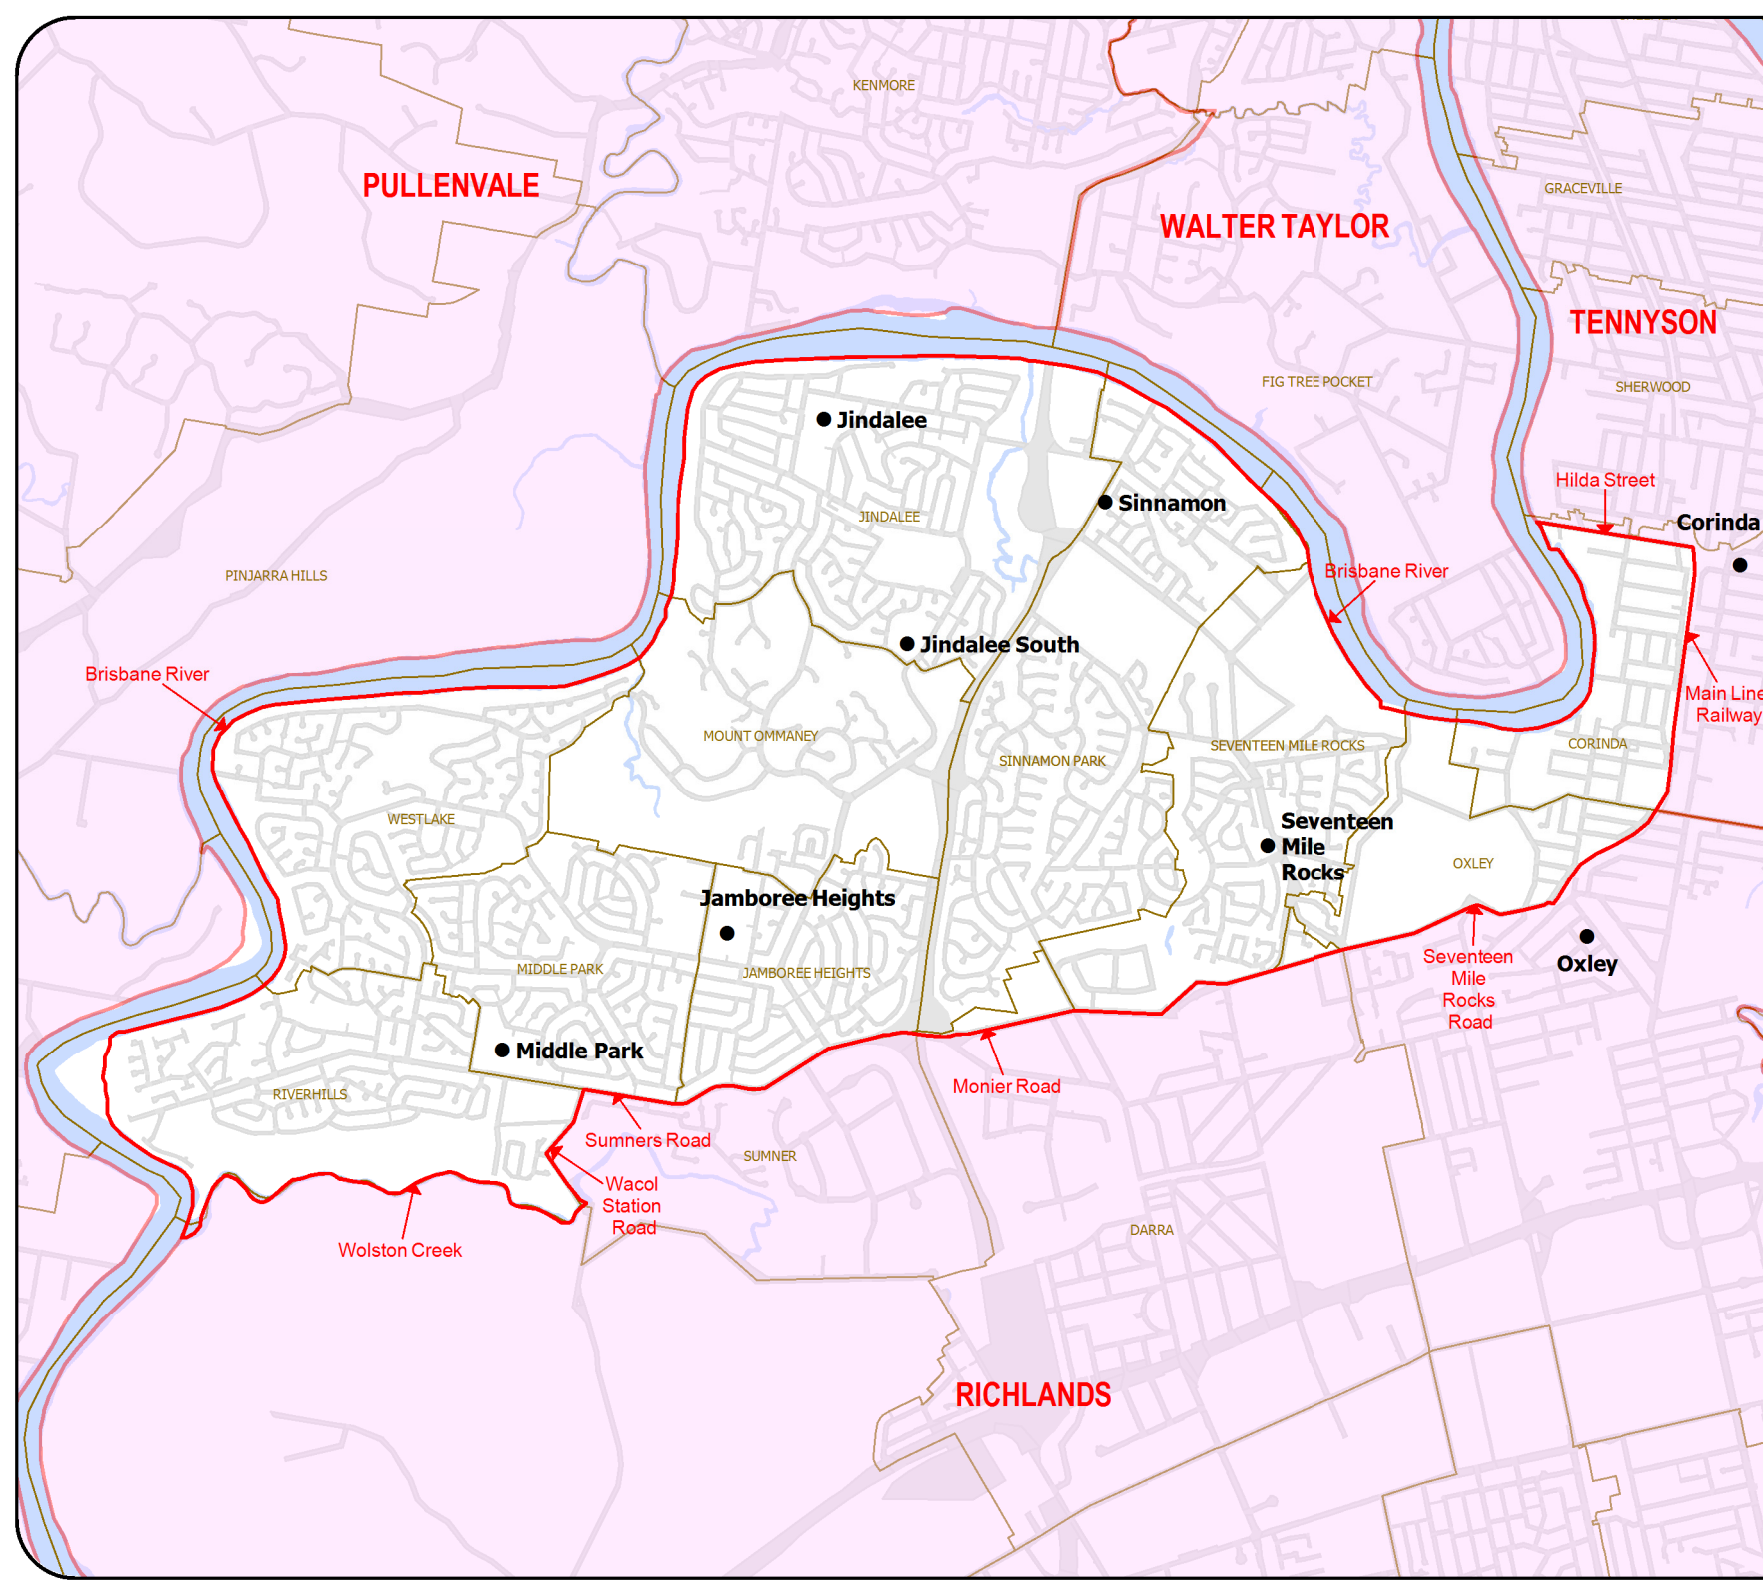 KENMORE
PULLENVALE
GRACEVILLE
WALTER TAYLOR
TENNYSON
FIG TREE POCKET
SHERWOOD
Jindalee
Hilda Street
Sinnamon
JINDALEE
Corinda
PINJARRA HILLS
Brisbane River
Jindalee South
Brisbane River
Main Line
Railway
MOUNT OMMANEY
SEVENTEEN MILE ROCKS
CORINDA
SINNAMON PARK
WESTLAKE
Seventeen
Mile
Rocks
OXLEY
Jamboree Heights
Seventeen
Mile
Rocks
Road
Oxley
MIDDLE PARK
JAMBOREE HEIGHTS
Middle Park
Monier Road
RIVERHILLS
Sumners Road
SUMNER
Wacol
Station
Road
DARRA
Wolston Creek
RICHLANDS